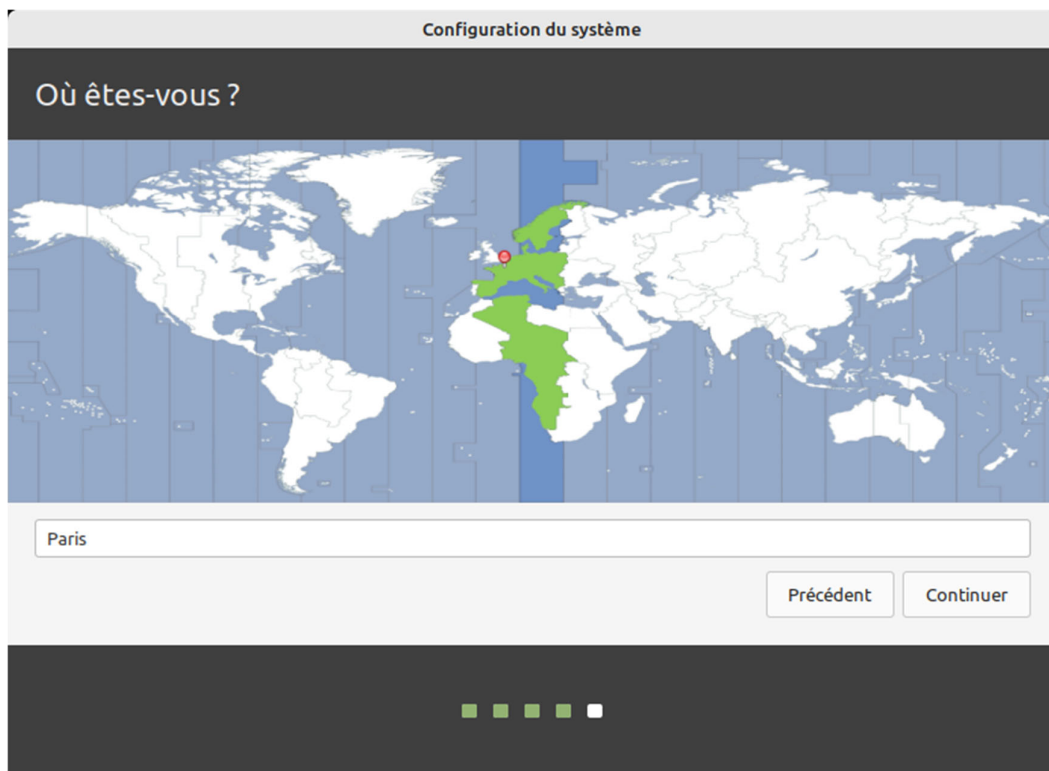 Configuration du système
Où êtes-vous ?
Paris
Précédent
Continuer